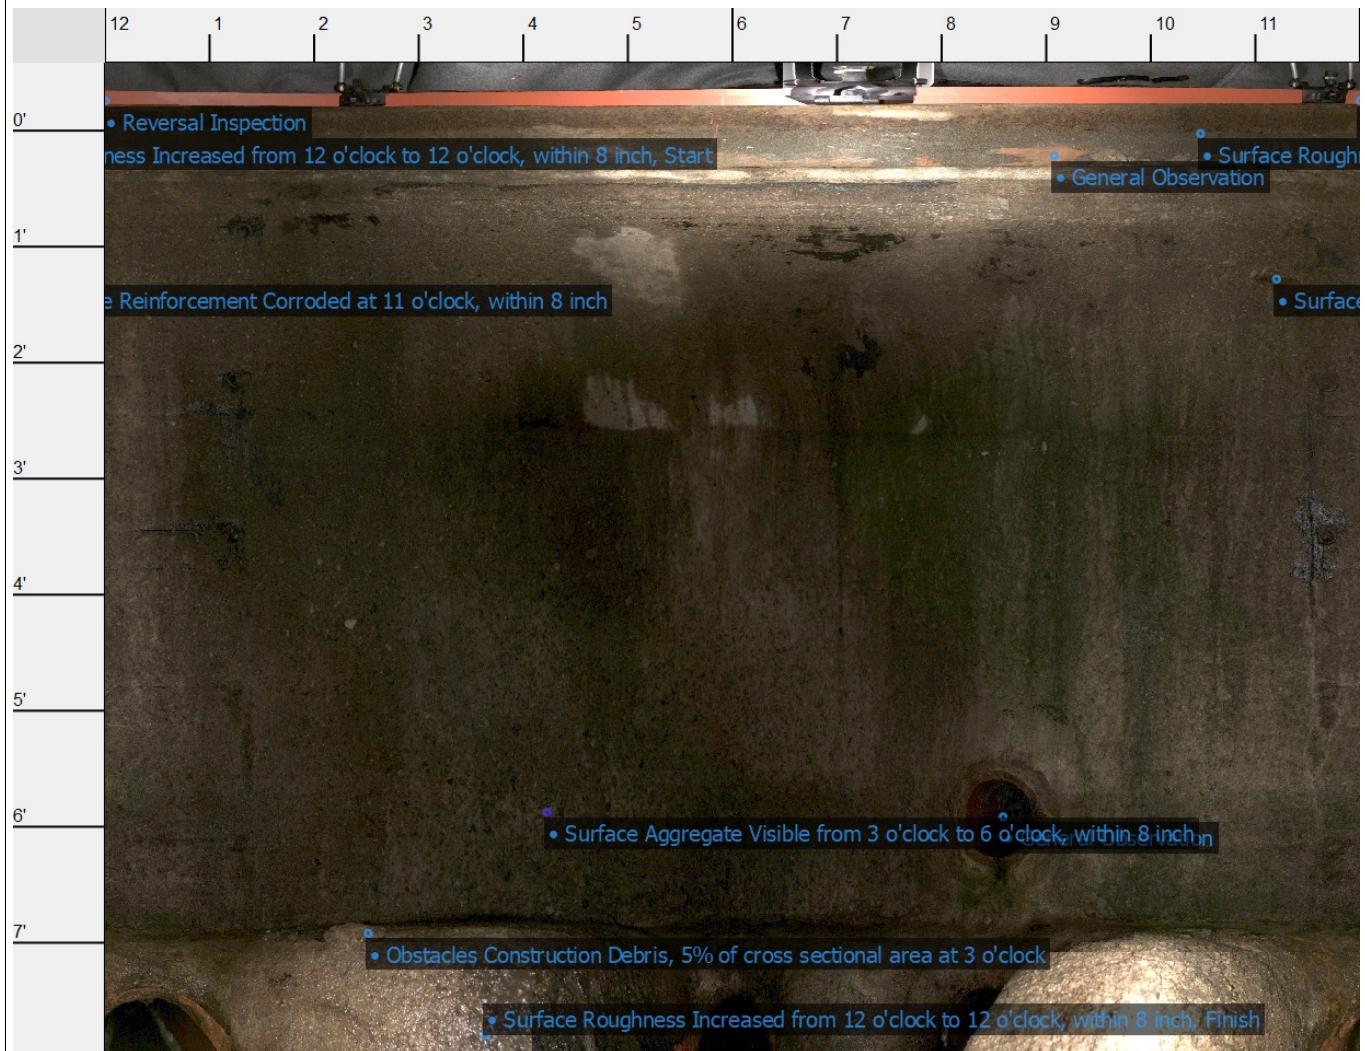 12 1 2 3 4 5 6 7 8 9 10 11
0'
• Reversal Inspection
ness Increased from 12 o'clock to 12 o'clock, within 8 inch, Start
• Surface Roughr
• General Observation
1'
e Reinforcement Corroded at 11 o'clock, within 8 inch
• Surface
2'
3'
4'
5'
6'
• Surface Aggregate Visible from 3 o'clock to 6 o'clock, within 8 inch
General Observation
7'
• Obstacles Construction Debris, 5% of cross sectional area at 3 o'clock
• Surface Roughness Increased from 12 o'clock to 12 o'clock, within 8 inch, Finish